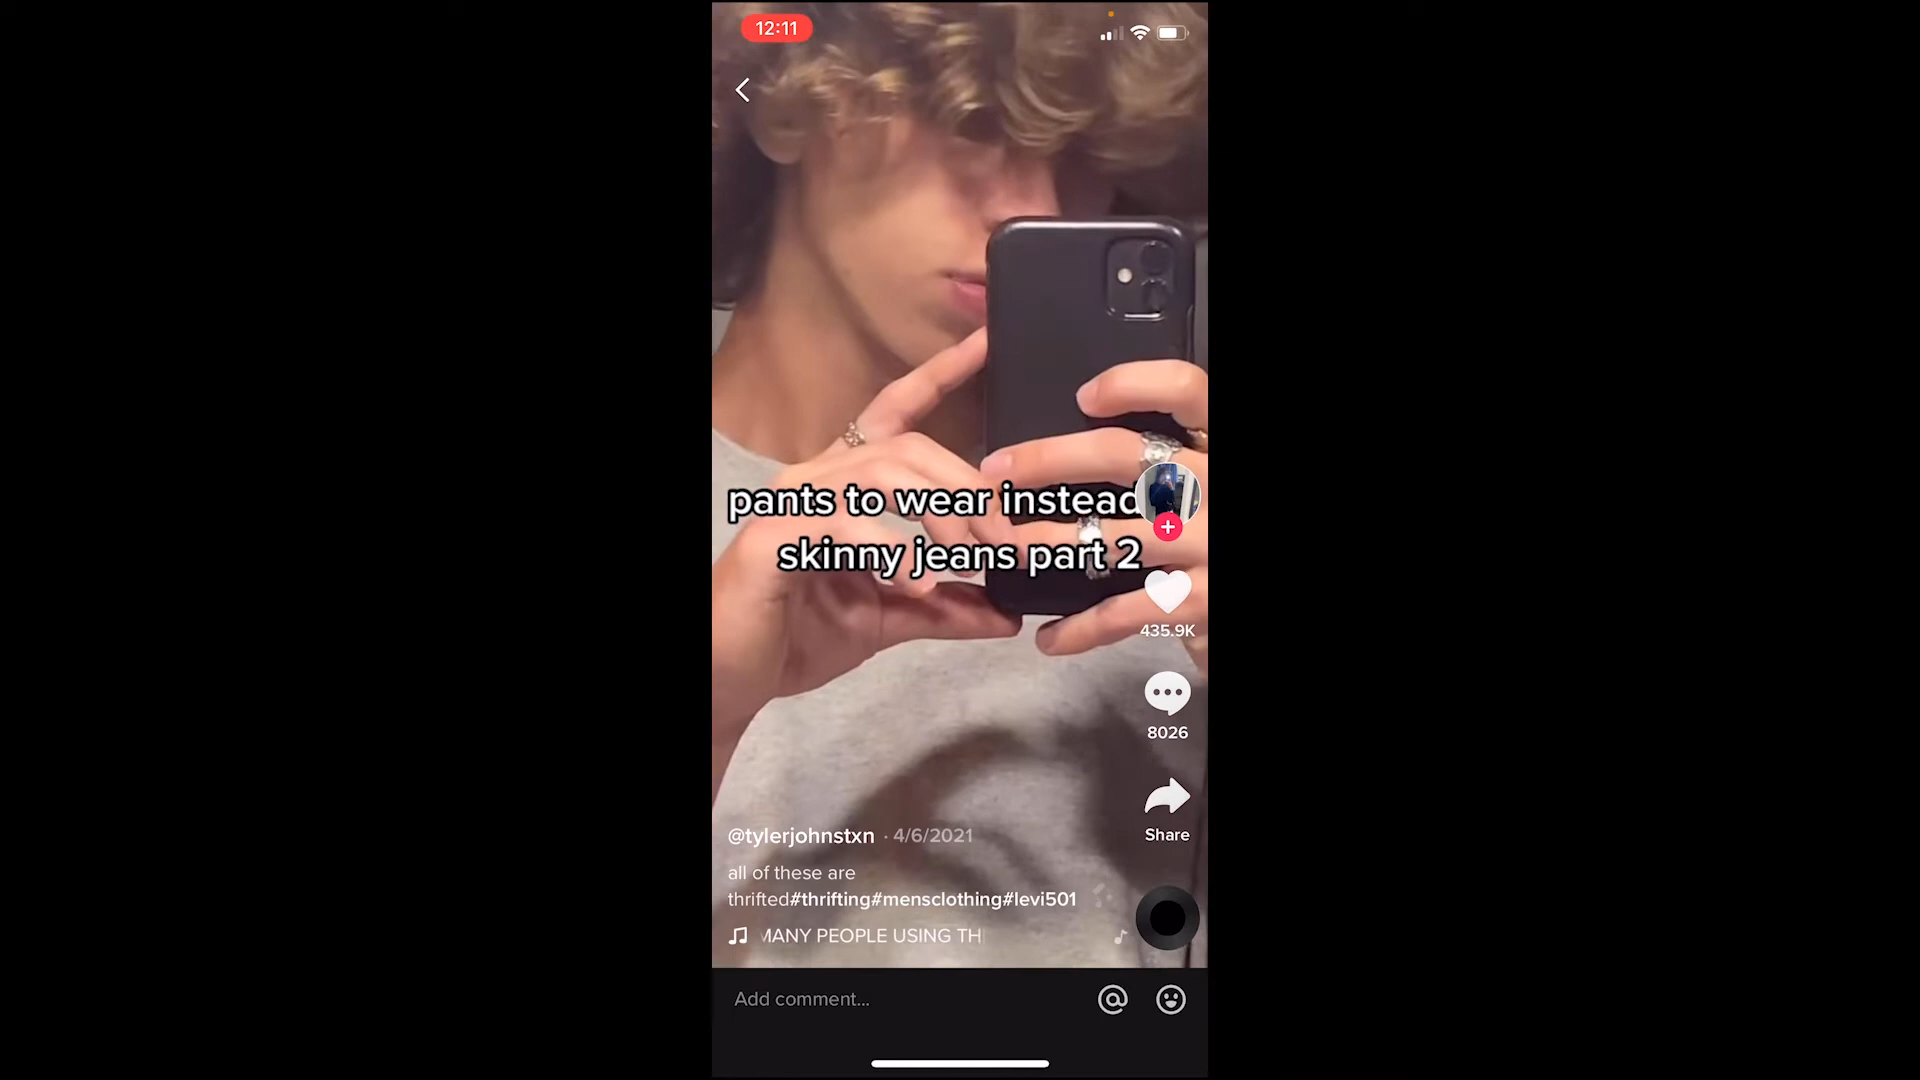 12:11
pants to wear instead
skinny jeans part 2
435.9K
8026
Share
@tylerjohnstxn · 4/6/2021
all of these are
thrifted#thrifting#mensclothing#levi501
MANY PEOPLE USING TH
Add comment...